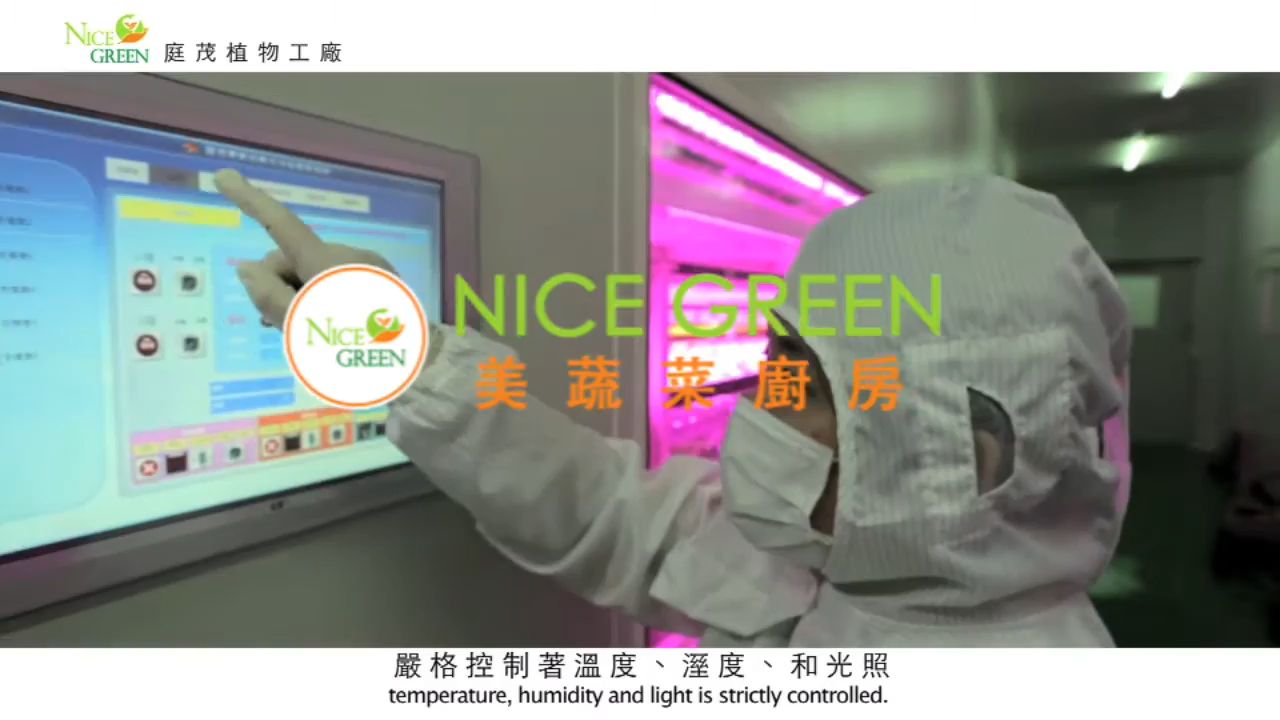 NICE
GREEN
庭茂植物工廠
NICE GREEN
NICE
GREEN
美蔬菜廚房
嚴格控制著溫度、溼度、和光照
temperature, humidity and light is strictly controlled.